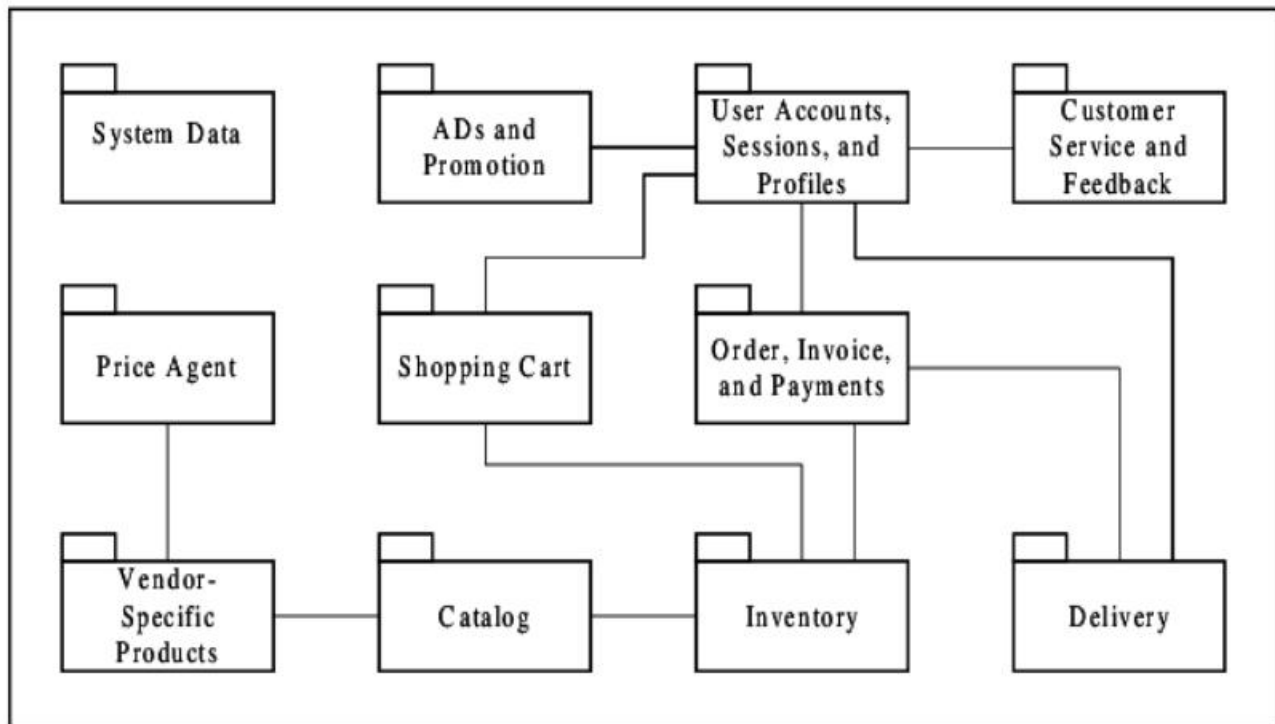 System Data
ADs and
Promotion
User Accounts,
Sessions, and
Profiles
Customer
Service and
Feedback
Price Agent
Shopping Cart
Order, Invoice,
and Payments
Vendor-
Specific
Products
Catalog
Inventory
Delivery